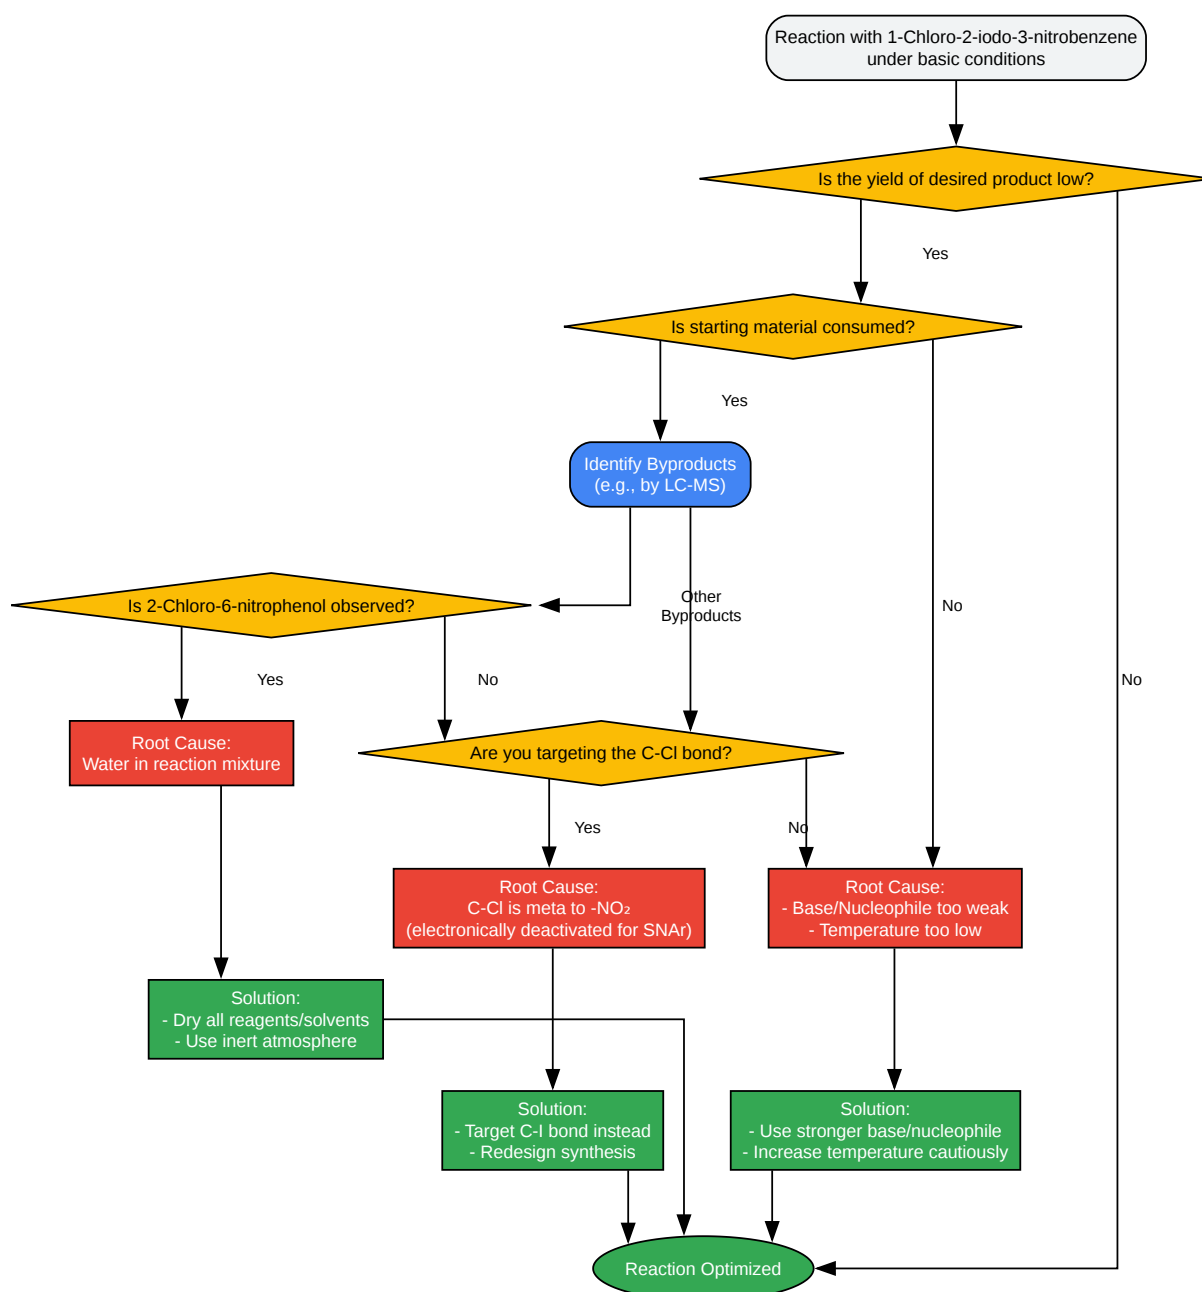 Reaction with 1-Chloro-2-iodo-3-nitrobenzene
under basic conditions
Is the yield of desired product low?
Yes
Is starting material consumed?
Yes
Identify Byproducts
(e.g., by LC-MS)
Other
Byproducts
Is 2-Chloro-6-nitrophenol observed?
No
Yes
No
No
Root Cause:
Water in reaction mixture
Are you targeting the C-Cl bond?
Yes
No
Root Cause:
C-Cl is meta to -NO₂
(electronically deactivated for SNAr)
Root Cause:
- Base/Nucleophile too weak
- Temperature too low
Solution:
- Dry all reagents/solvents
- Use inert atmosphere
Solution:
- Target C-I bond instead
- Redesign synthesis
Solution:
- Use stronger base/nucleophile
- Increase temperature cautiously
Reaction Optimized